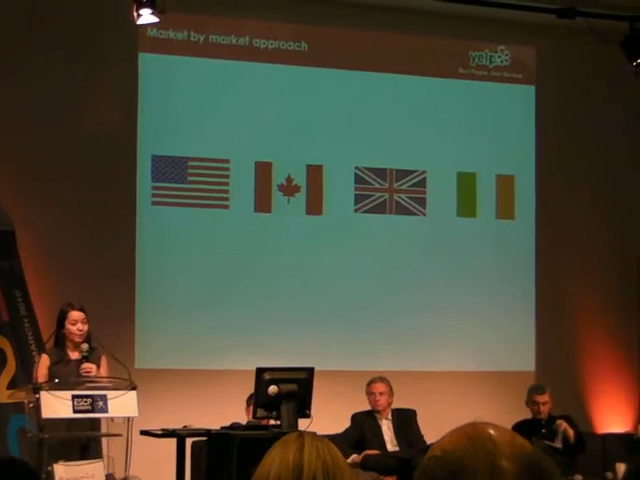 Market by market approach
yelp
Real People. Real Reviews.
ESCP
EUROPE